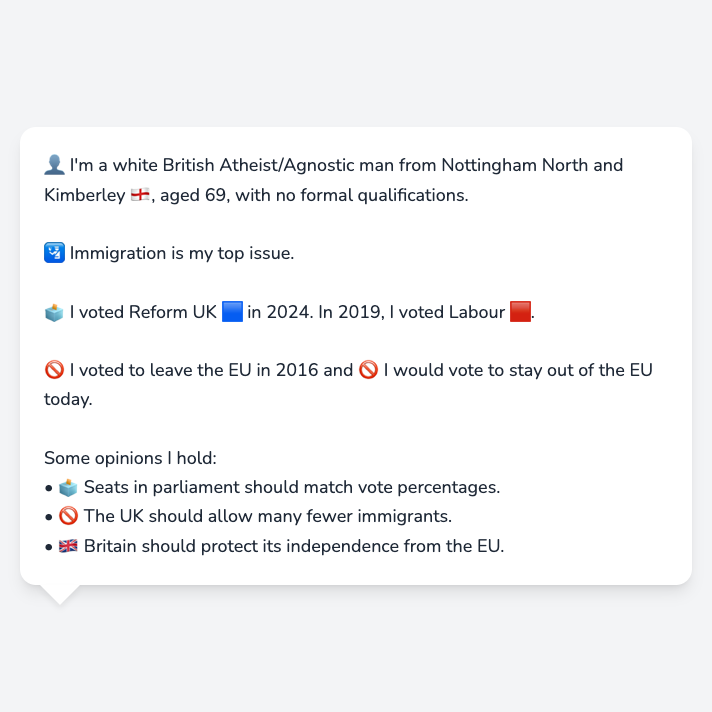 👤 I'm a white British Atheist/Agnostic man from Nottingham North and
Kimberley 🏴󠁧󠁢󠁥󠁮󠁧󠁿, aged 69, with no formal qualifications.
🛂 Immigration is my top issue.
🗳️ I voted Reform UK 🟦 in 2024. In 2019, I voted Labour 🟥.
🚫 I voted to leave the EU in 2016 and 🚫 I would vote to stay out of the EU
today.
Some opinions I hold:
• 🗳️ Seats in parliament should match vote percentages.
• 🚫 The UK should allow many fewer immigrants.
• 🇬🇧 Britain should protect its independence from the EU.